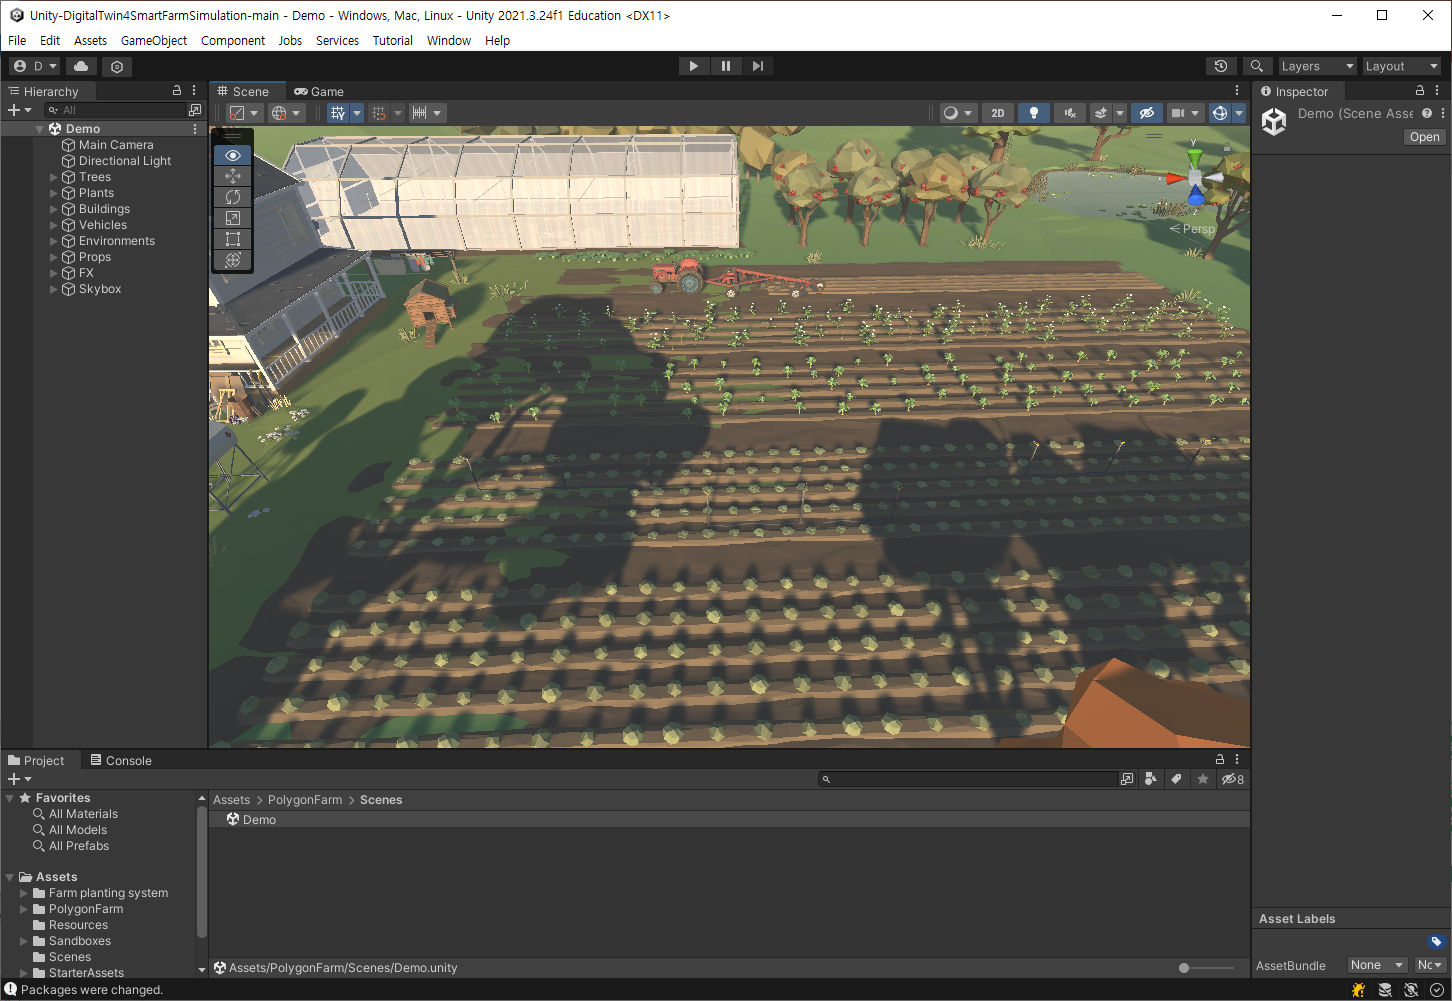 Unity-DigitalTwin4SmartFarmSimulation-main - Demo - Windows, Mac, Linux - Unity 2021.3.24f1 Education <DX11>
File Edit Assets GameObject Component Jobs Services Tutorial Window Help
D Layers Layout
Hierarchy
All
Demo
Main Camera
Directional Light
Trees
Plants
Buildings
Vehicles
Environments
Props
FX
Skybox
Scene Game
2D
y
Persp
Inspector
Demo (Scene Asse
Open
Project Console
8
Favorites
All Materials
All Models
All Prefabs
Assets
Farm planting system
PolygonFarm
Resources
Sandboxes
Scenes
StarterAssets
Assets > PolygonFarm > Scenes
Demo
Assets/PolygonFarm/Scenes/Demo.unity
Asset Labels
AssetBundle None Nc
Packages were changed.